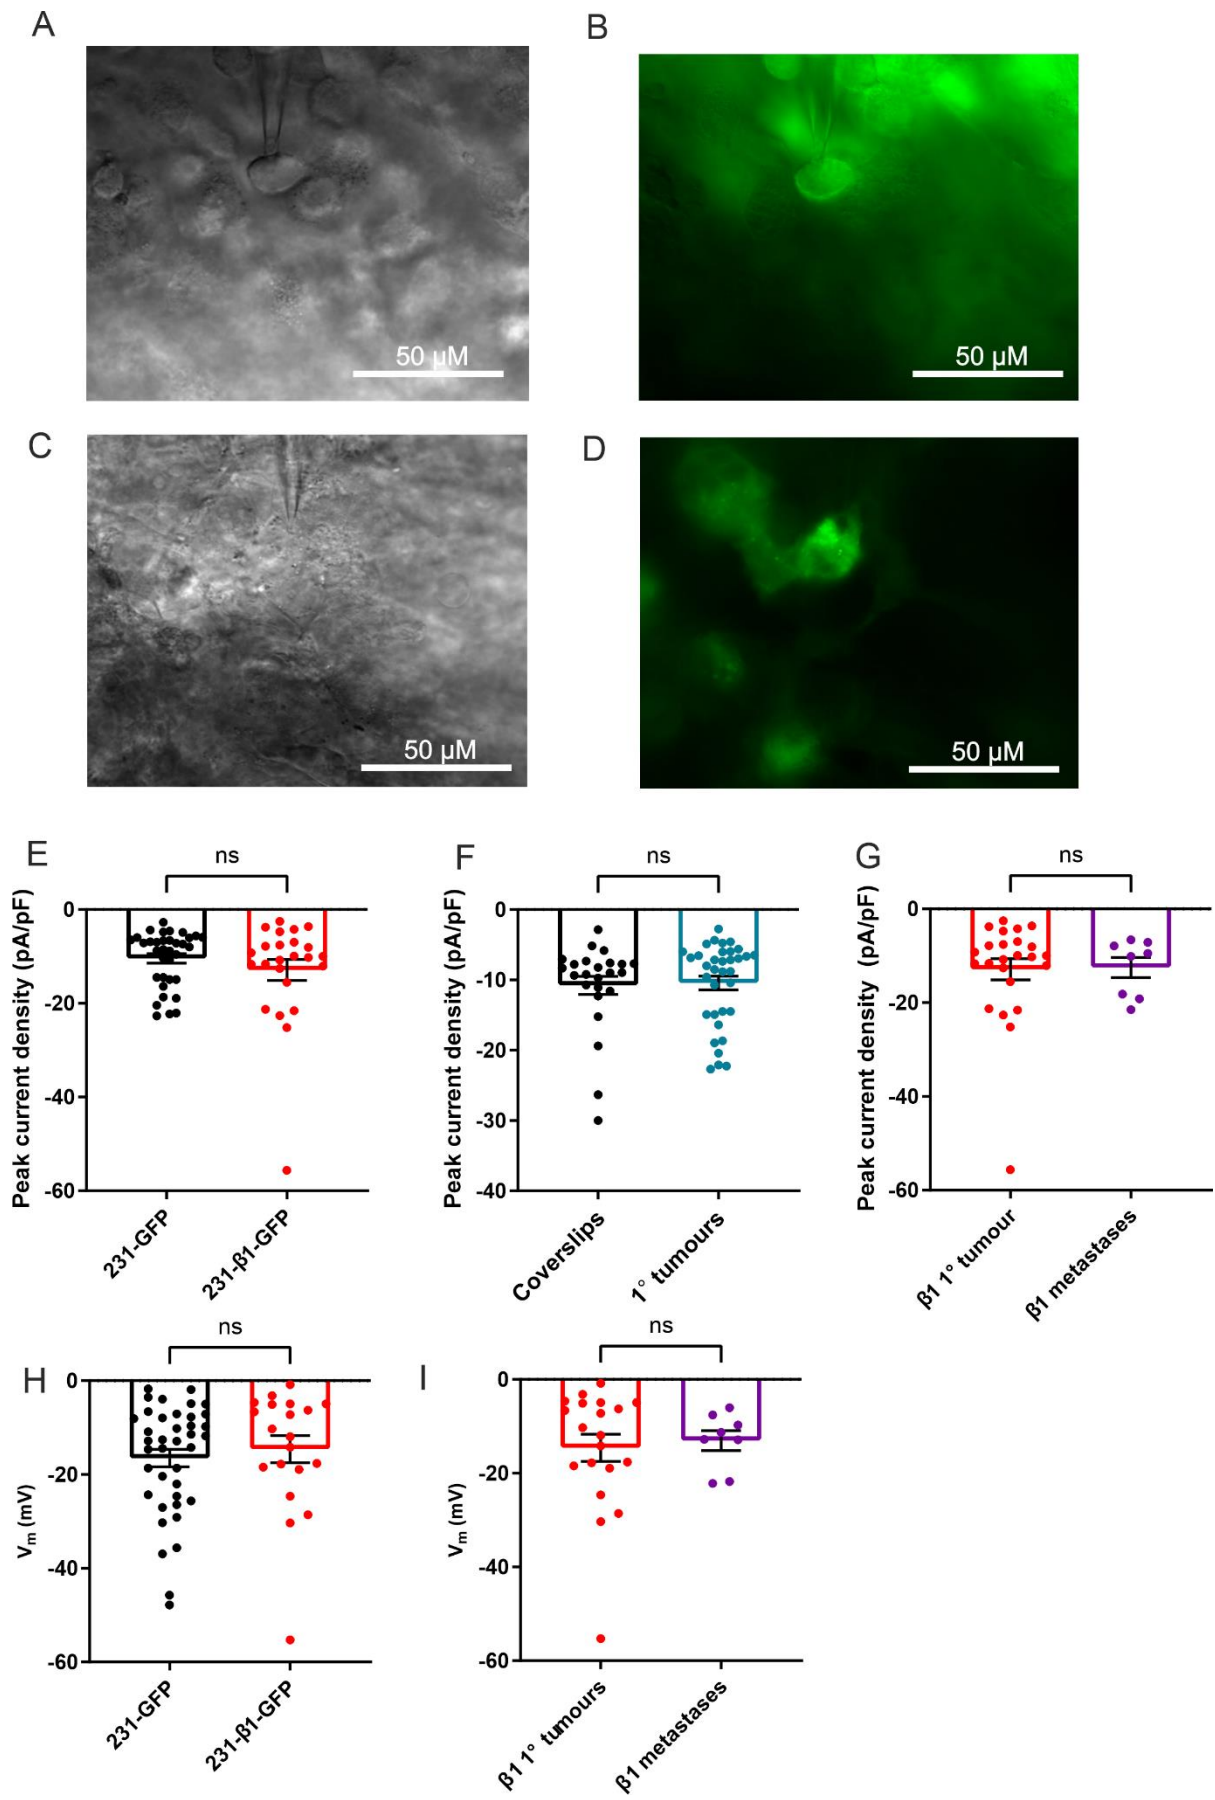 A
B
50 µM
50 µM
C
D
50 µM
50 µM
E
ns
Peak current density (pA/pF)
0
-20
-40
-60
231-GFP
231-β1-GFP
F
ns
Peak current density (pA/pF)
0
-10
-20
-30
-40
Coverslips
1° tumours
G
ns
Peak current density (pA/pF)
0
-20
-40
-60
β1 1° tumour
β1 metastases
H
ns
Vm (mV)
0
-20
-40
-60
231-GFP
231-β1-GFP
I
ns
Vm (mV)
0
-20
-40
-60
β1 1° tumours
β1 metastases